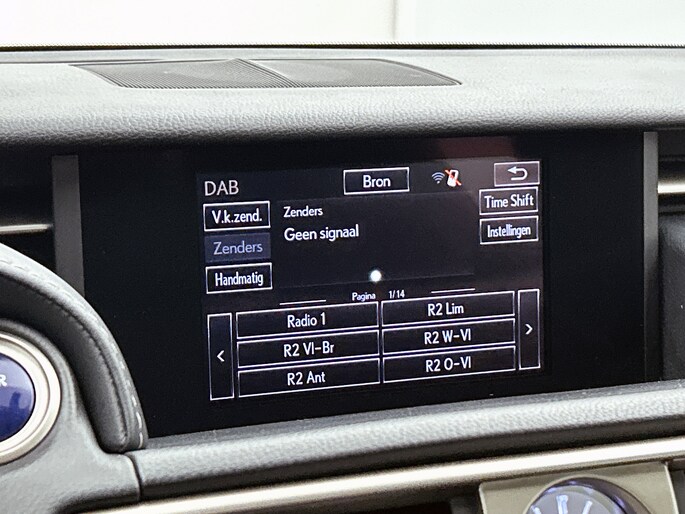 DAB
Bron
V.k.zend.
Zenders
Time Shift
Zenders
Geen signaal
Instellingen
Handmatig
Pagina 1/14
Radio 1
R2 Lim
R2 Vl-Br
R2 W-Vl
R2 Ant
R2 O-Vl
R